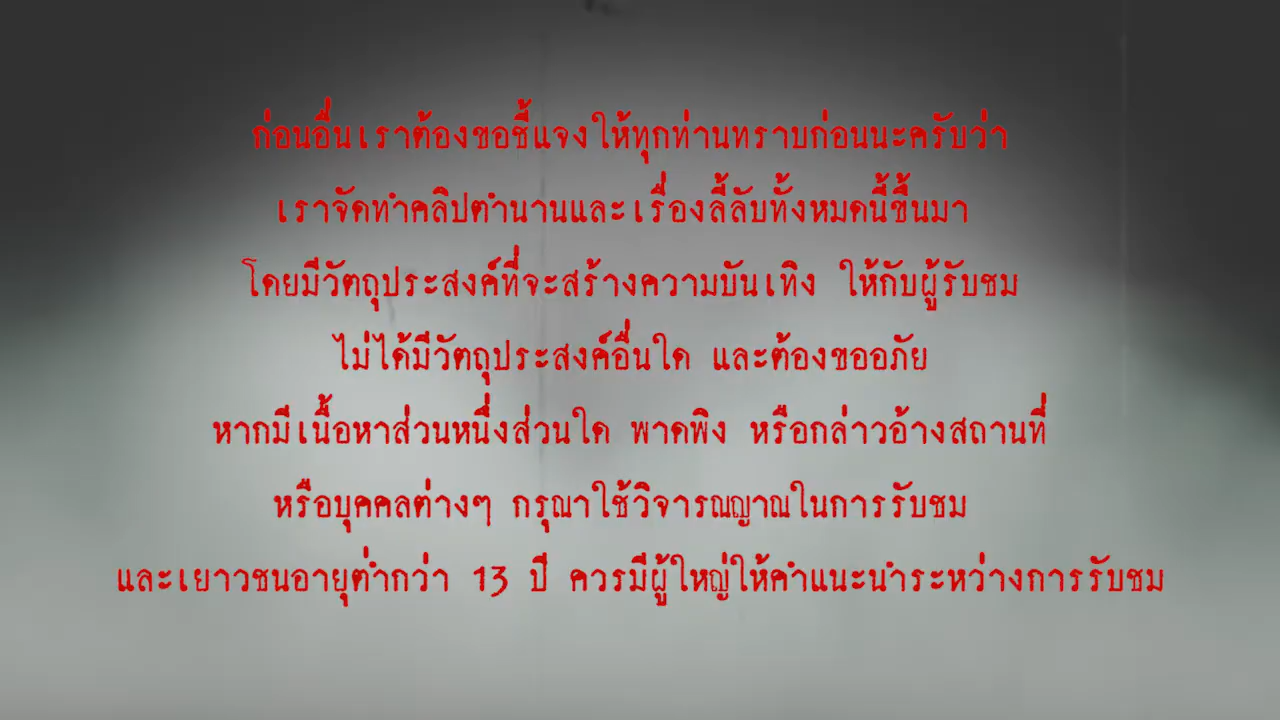 ก่อนอื่นเราต้องขอชี้แจงให้ทุกท่านทราบก่อนนะครับว่า
เราจัดทำคลิปตำนานและเรื่องลี้ลับทั้งหมดนี้ขึ้นมา
โดยมีวัตถุประสงค์ที่จะสร้างความบันเทิง ให้กับผู้รับชม
ไม่ได้มีวัตถุประสงค์อื่นใด และต้องขออภัย
หากมีเนื้อหาส่วนหนึ่งส่วนใด พาดพิง หรือกล่าวอ้างสถานที่
หรือบุคคลต่างๆ กรุณาใช้วิจารณญาณในการรับชม
และเยาวชนอายุต่ำกว่า 13 ปี ควรมีผู้ใหญ่ให้คำแนะนำระหว่างการรับชม